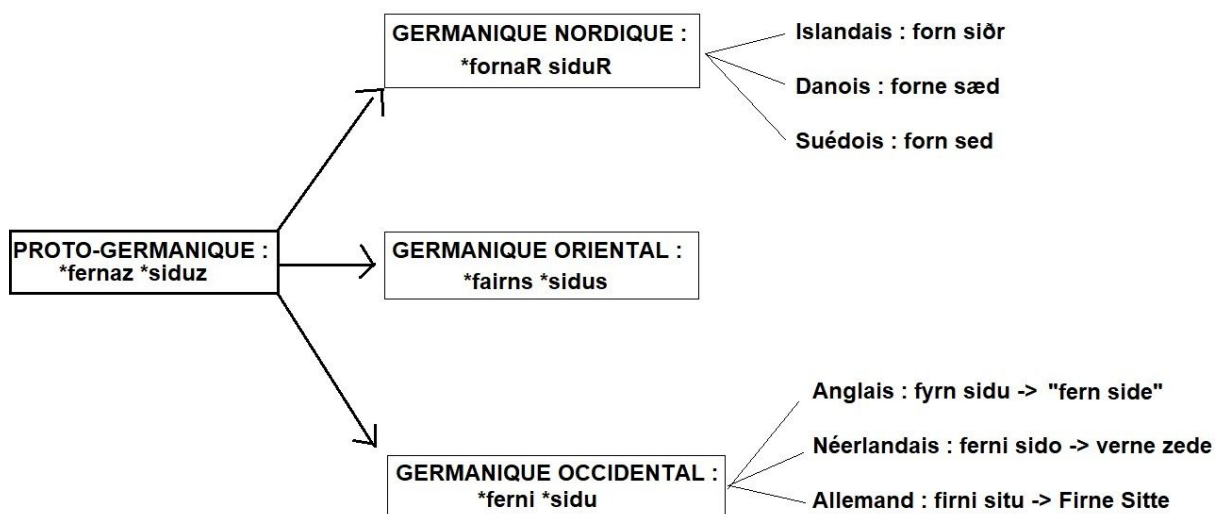 GERMANIQUE NORDIQUE :
*fornaR siduR
Islandais : forn siðr
Danois : forne sæd
Suédois : forn sed
PROTO-GERMANIQUE :
*fernaz *siduz
GERMANIQUE ORIENTAL :
*fairns *sidus
GERMANIQUE OCCIDENTAL :
*ferni *sidu
Anglais : fyrn sidu -> "fern side"
Néerlandais : ferni sido -> verne zede
Allemand : firni situ -> Firne Sitte